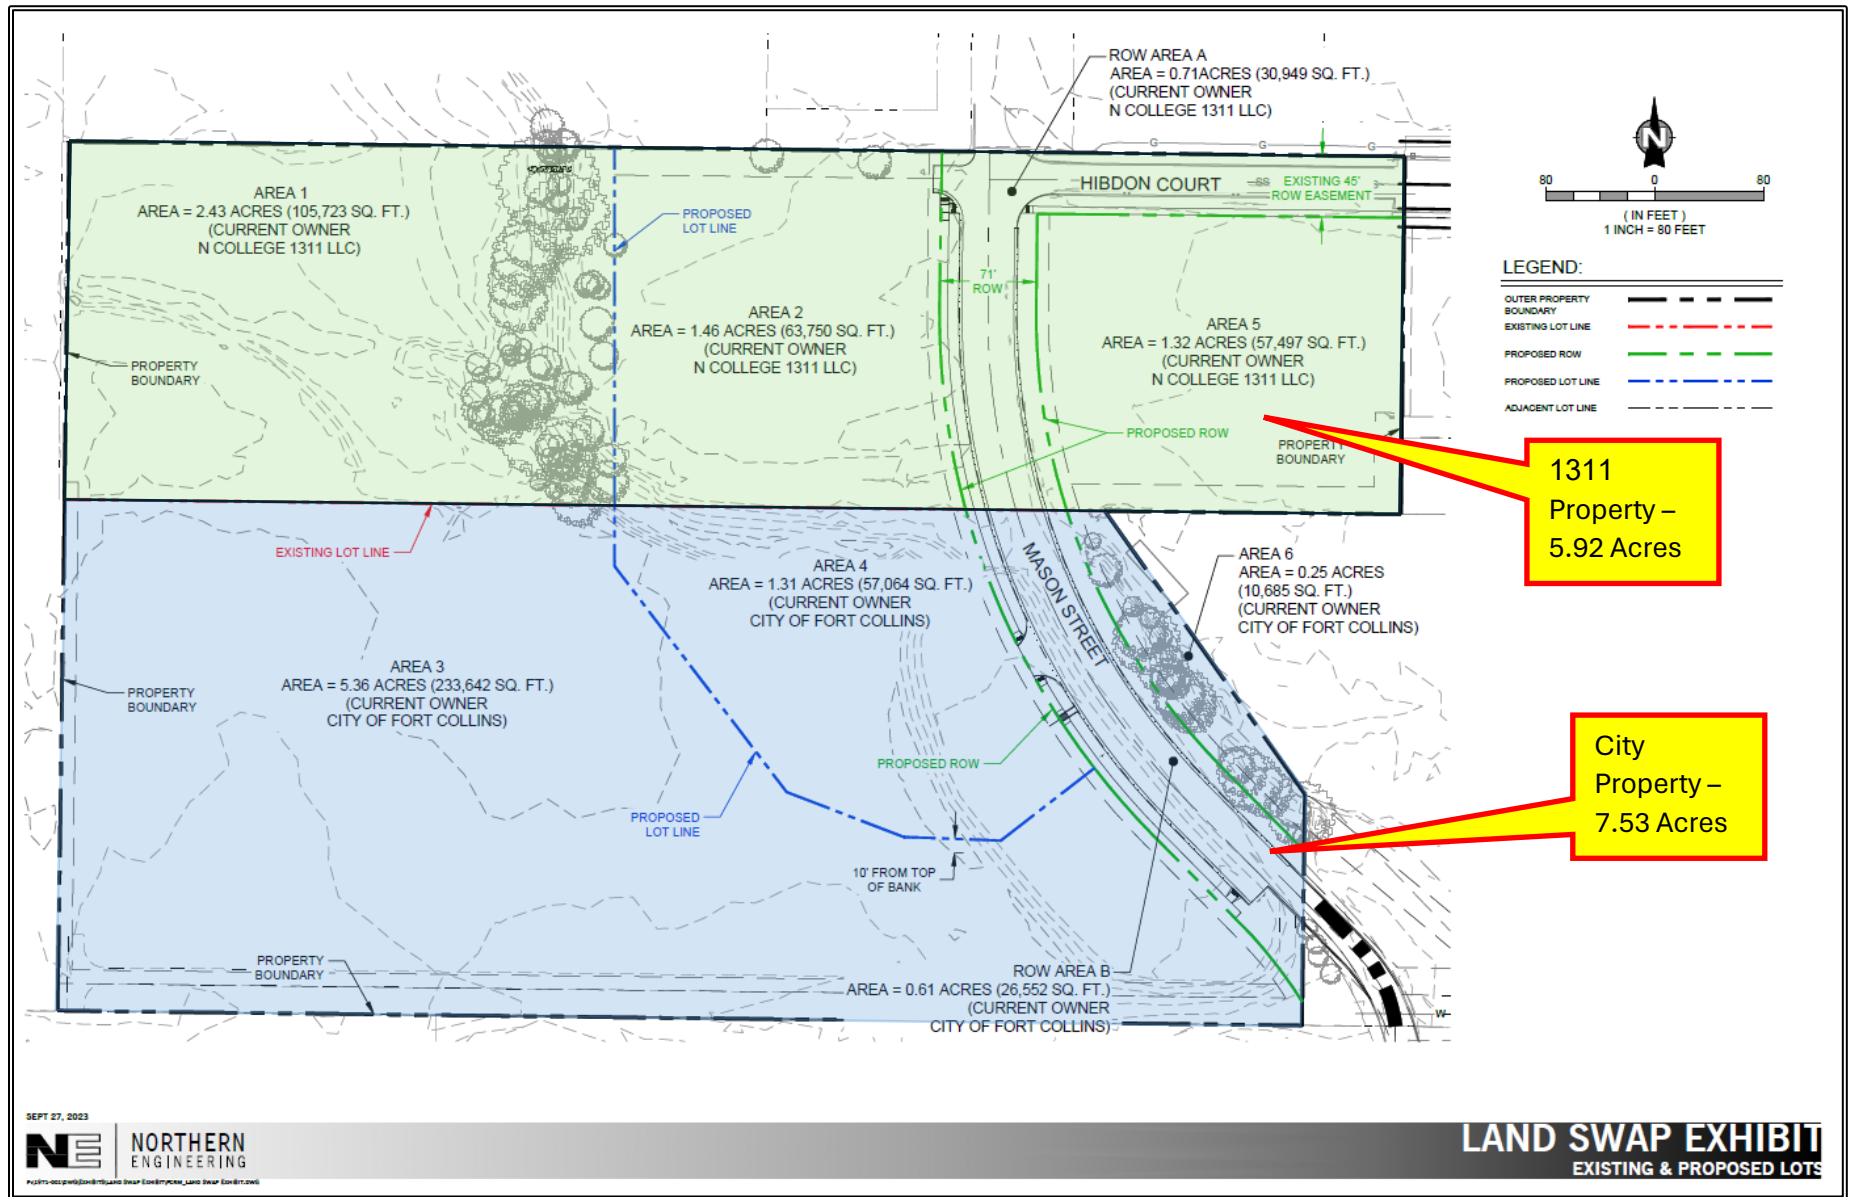 ROW AREA A
AREA = 0.71ACRES (30,949 SQ. FT.)
(CURRENT OWNER
N COLLEGE 1311 LLC)
N
80
0
80
( IN FEET )
1 INCH = 80 FEET
LEGEND:
OUTER PROPERTY
BOUNDARY
EXISTING LOT LINE
PROPOSED ROW
PROPOSED LOT LINE
ADJACENT LOT LINE
G
G
G
HIBDON COURT
SS
EXISTING 45'
ROW EASEMENT
AREA 1
AREA = 2.43 ACRES (105,723 SQ. FT.)
(CURRENT OWNER
N COLLEGE 1311 LLC)
PROPOSED
LOT LINE
71'
ROW
AREA 2
AREA = 1.46 ACRES (63,750 SQ. FT.)
(CURRENT OWNER
N COLLEGE 1311 LLC)
AREA 5
AREA = 1.32 ACRES (57,497 SQ. FT.)
(CURRENT OWNER
N COLLEGE 1311 LLC)
PROPERTY
BOUNDARY
PROPOSED ROW
PROPERTY
BOUNDARY
1311
Property –
5.92 Acres
EXISTING LOT LINE
MASON STREET
AREA 4
AREA = 1.31 ACRES (57,064 SQ. FT.)
(CURRENT OWNER
CITY OF FORT COLLINS)
AREA 6
AREA = 0.25 ACRES
(10,685 SQ. FT.)
(CURRENT OWNER
CITY OF FORT COLLINS)
AREA 3
AREA = 5.36 ACRES (233,642 SQ. FT.)
(CURRENT OWNER
CITY OF FORT COLLINS)
PROPERTY
BOUNDARY
PROPOSED ROW
PROPOSED
LOT LINE
City
Property –
7.53 Acres
10' FROM TOP
OF BANK
PROPERTY
BOUNDARY
ROW AREA B
AREA = 0.61 ACRES (26,552 SQ. FT.)
(CURRENT OWNER
CITY OF FORT COLLINS)
W
SEPT 27, 2023
NE
NORTHERN
ENGINEERING
LAND SWAP EXHIBIT
EXISTING & PROPOSED LOTS